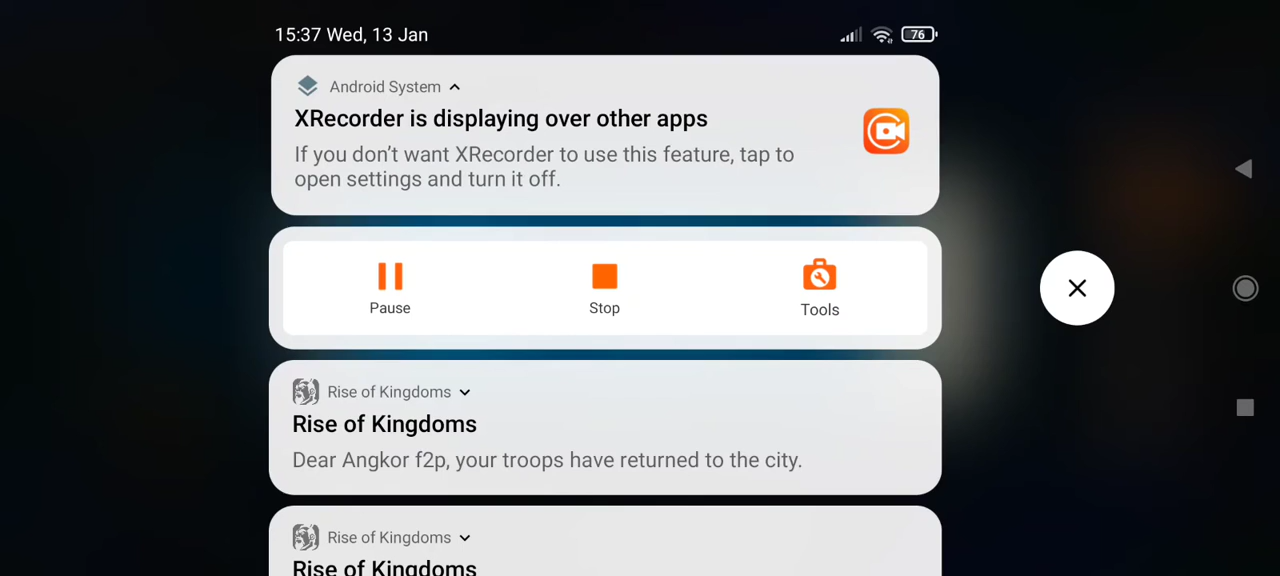 15:37 Wed, 13 Jan
76
Android System
XRecorder is displaying over other apps
If you don't want XRecorder to use this feature, tap to
open settings and turn it off.
Pause
Stop
Tools
Rise of Kingdoms
Rise of Kingdoms
Dear Angkor f2p, your troops have returned to the city.
Rise of Kingdoms
Rise of Kingdoms